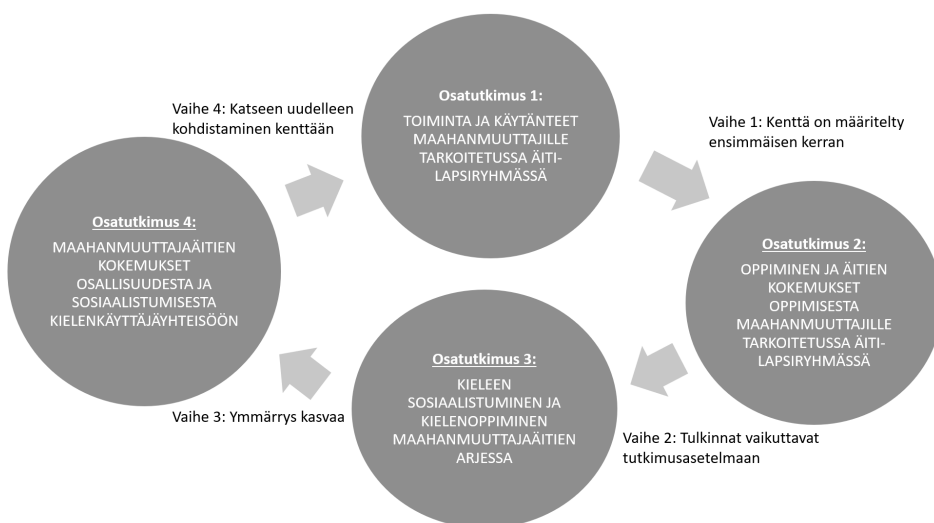 Osatutkimus 1:
TOIMINTA JA KÄYTÄNTEET
MAAHANMUUTTAJILLE
TARKOITETUSSA ÄITI-
LAPSIRYHMÄSSÄ
Vaihe 1: Kenttä on määritelty
ensimmäisen kerran
Osatutkimus 2:
OPPIMINEN JA ÄITIEN
KOKEMUKSET
OPPIMISESTA
MAAHANMUUTTAJILLE
TARKOITETUSSA ÄITI-
LAPSIRYHMÄSSÄ
Vaihe 2: Tulkinnat vaikuttavat
tutkimusasetelmaan
Osatutkimus 3:
KIELEEN
SOSIAALISTUMINEN JA
KIELENOPPIMINEN
MAAHANMUUTTAJAÄITIEN
ARJESSA
Vaihe 3: Ymmärrys kasvaa
Osatutkimus 4:
MAAHANMUUTTAJAÄITIEN
KOKEMUKSET
OSALLISUUDESTA JA
SOSIAALISTUMISESTA
KIELENKÄYTTÄJÄYHTEISÖÖN
Vaihe 4: Katseen uudelleen
kohdistaminen kenttään